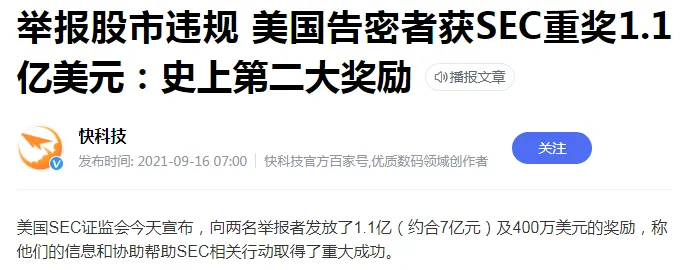 举报股市违规 美国告密者获SEC重奖1.1
亿美元：史上第二大奖励
播报文章
快科技
发布时间: 2021-09-16 07:00
快科技官方百家号,优质数码领域创作者
关注
美国SEC证监会今天宣布，向两名举报者发放了1.1亿（约合7亿元）及400万美元的奖励，称
他们的信息和协助帮助SEC相关行动取得了重大成功。